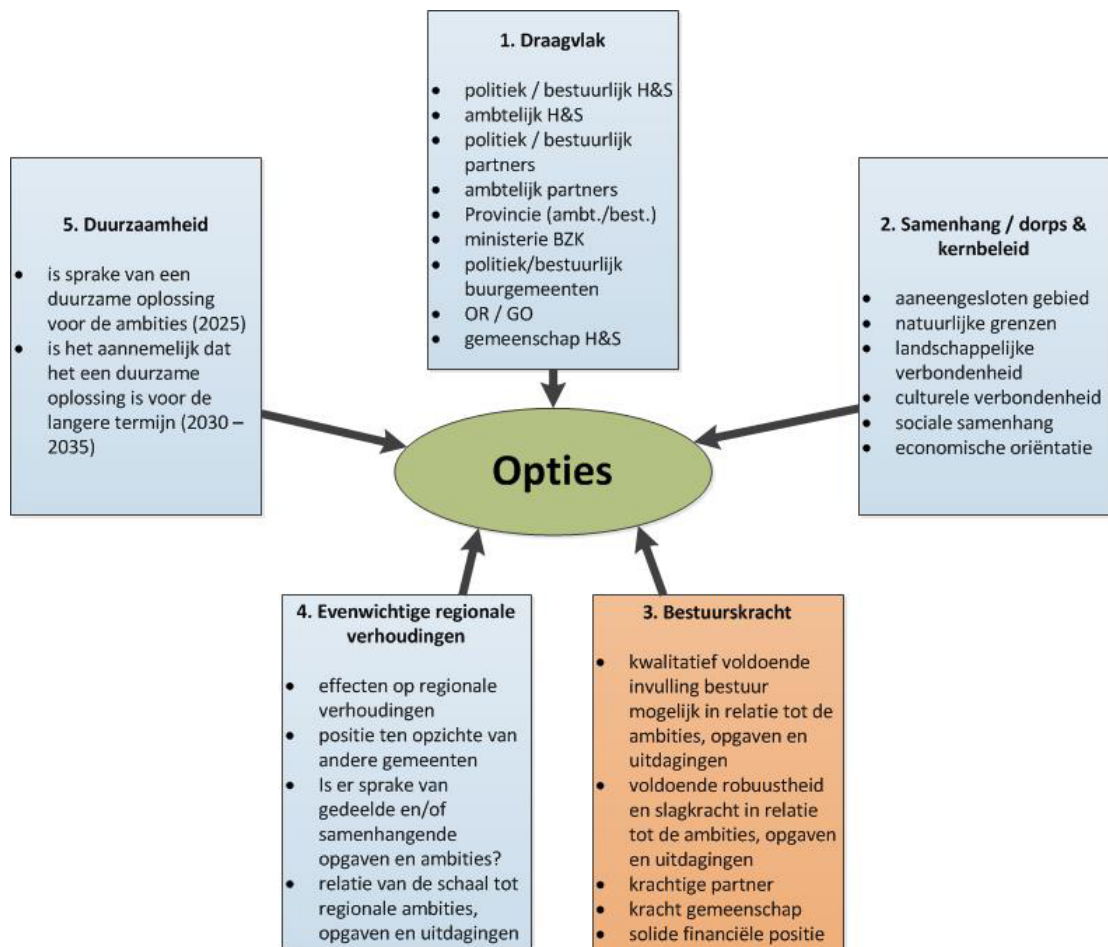 1. Draagvlak
• politiek / bestuurlijk H&S
• ambtelijk H&S
• politiek / bestuurlijk
partners
• ambtelijk partners
• Provincie (ambt./best.)
• ministerie BZK
• politiek/bestuurlijk
buurgemeenten
• OR / GO
• gemeenschap H&S
2. Samenhang / dorps &
kernbeleid
• aaneengesloten gebied
• natuurlijke grenzen
• landschappelijke
verbondenheid
• culturele verbondenheid
• sociale samenhang
• economische oriëntatie
3. Bestuurskracht
• kwalitatief voldoende
invulling bestuur
mogelijk in relatie tot de
ambities, opgaven en
uitdagingen
• voldoende robuustheid
en slagkracht in relatie
tot de ambities, opgaven
en uitdagingen
• krachtige partner
• kracht gemeenschap
• solide financiële positie
4. Evenwichtige regionale
verhoudingen
• effecten op regionale
verhoudingen
• positie ten opzichte van
andere gemeenten
• Is er sprake van
gedeelde en/of
samenhangende
opgaven en ambities?
• relatie van de schaal tot
regionale ambities,
opgaven en uitdagingen
5. Duurzaamheid
• is sprake van een
duurzame oplossing
voor de ambities (2025)
• is het aannemelijk dat
het een duurzame
oplossing is voor de
langere termijn (2030 –
2035)
Opties